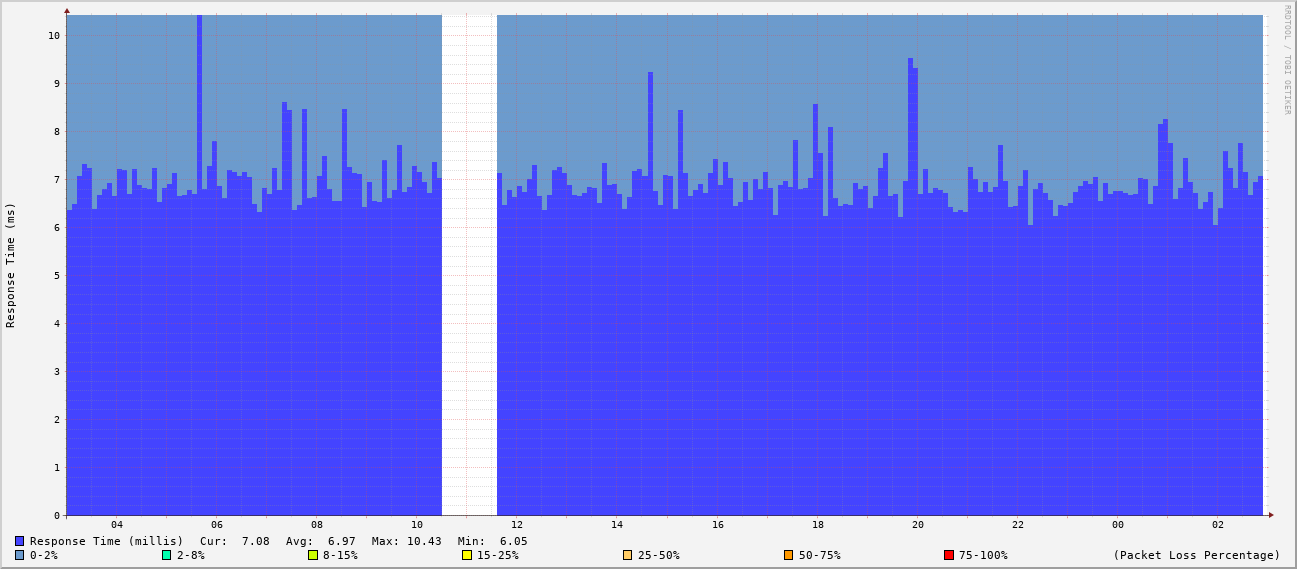 RRDTOOL / TOBI OETIKER
Response Time (ms)
10
9
8
7
6
5
4
3
2
1
0
04 06 08 10 12 14 16 18 20 22 00 02
Response Time (millis) Cur: 7.08 Avg: 6.97 Max: 10.43 Min: 6.05
0-2% 2-8% 8-15% 15-25% 25-50% 50-75% 75-100% (Packet Loss Percentage)